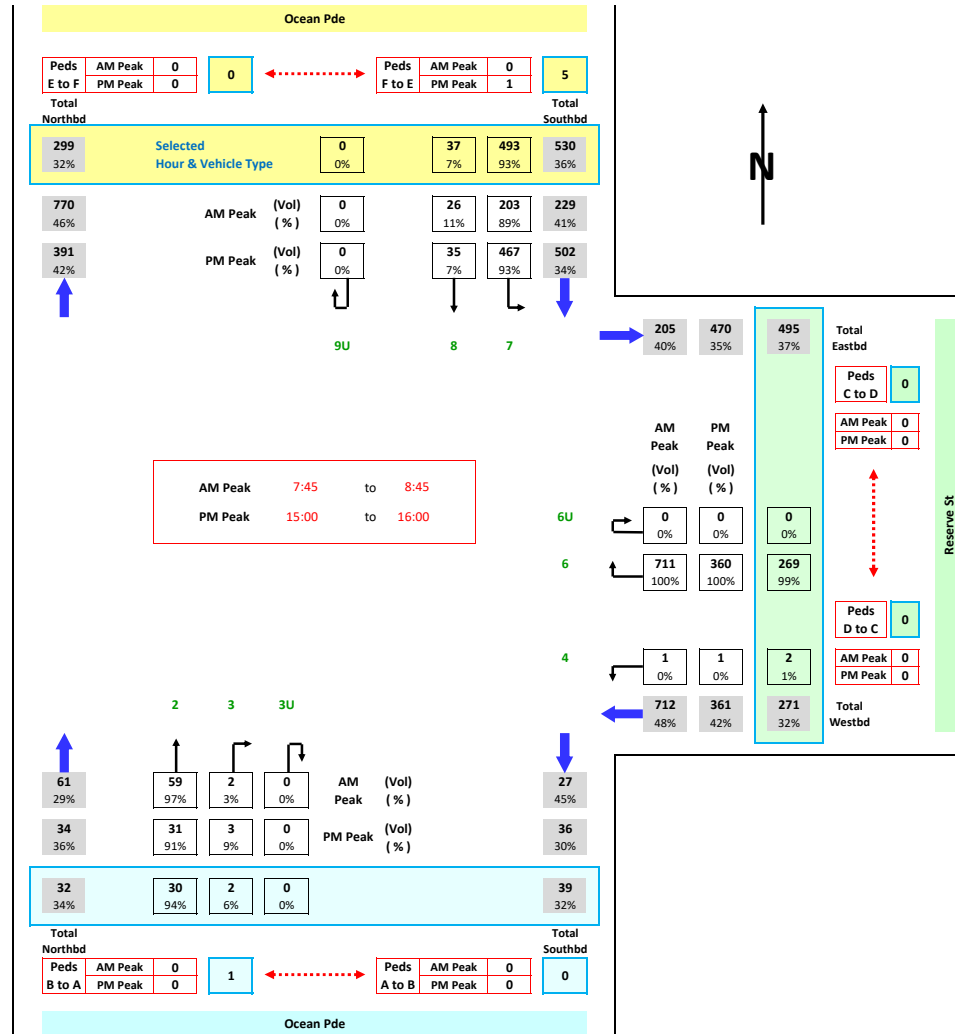 Ocean Pde
Peds AM Peak 0 0 Peds AM Peak 0 5
E to F PM Peak 0 F to E PM Peak 1
Total Total
Northbd Southbd
299 Selected 0 37 493 530
32% Hour & Vehicle Type 0% 7% 93% 36%
770 AM Peak (Vol) 0 26 203 229
46% ( % ) 0% 11% 89% 41%
391 PM Peak (Vol) 0 35 467 502
42% ( % ) 0% 7% 93% 34%
N
9U 8 7
205 470 495 Total
40% 35% 37% Eastbd
Peds 0
C to D
AM Peak 0
PM Peak 0
AM PM
Peak Peak
(Vol) (Vol)
( % ) ( % )
AM Peak 7:45 to 8:45
PM Peak 15:00 to 16:00
6U 0 0 0
0% 0% 0%
6 711 360 269
100% 100% 99%
Reserve St
Peds 0
D to C
4 1 1 2 AM Peak 0
0% 0% 1% PM Peak 0
712 361 271 Total
48% 42% 32% Westbd
2 3 3U
61 59 2 0 AM (Vol) 27
29% 97% 3% 0% Peak ( % ) 45%
34 31 3 0 PM Peak (Vol) 36
36% 91% 9% 0% ( % ) 30%
32 30 2 0 39
34% 94% 6% 0% 32%
Total Total
Northbd Southbd
Peds AM Peak 0 1 Peds AM Peak 0 0
B to A PM Peak 0 A to B PM Peak 0
Ocean Pde